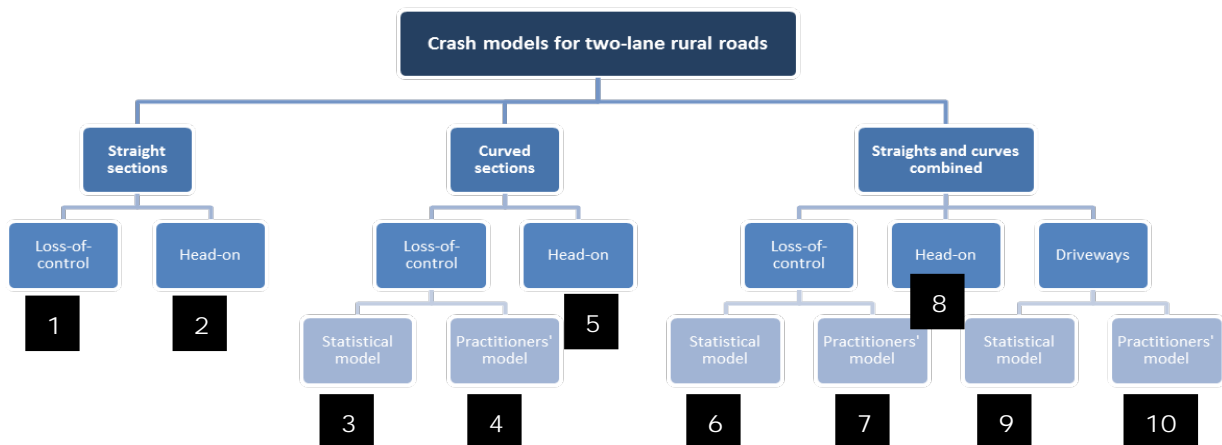 Crash models for two-lane rural roads
Straight
sections
Curved
sections
Straights and curves
combined
Loss-of-
control
Head-on
Loss-of-
control
Head-on
Loss-of-
control
Head-on
Driveways
1
2
5
8
Statistical
model
Practitioners'
model
Statistical
model
Practitioners'
model
Statistical
model
Practitioners'
model
3
4
6
7
9
10